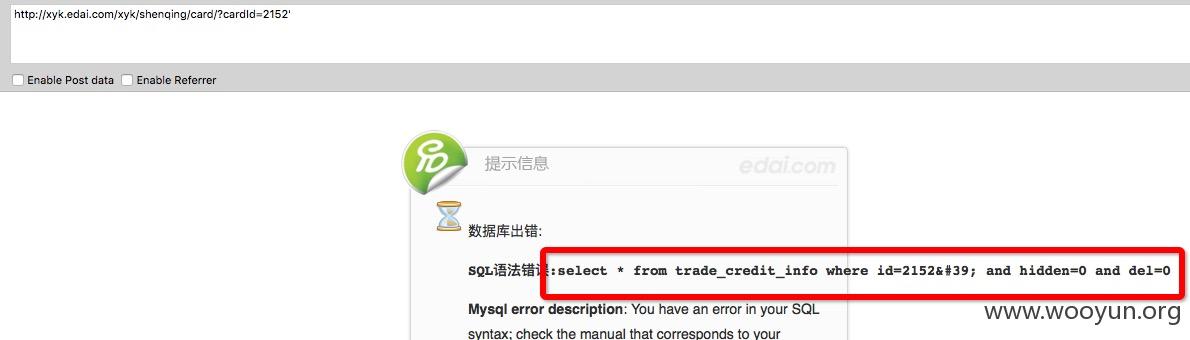 http://xyk.edai.com/xyk/shenqing/card/?cardId=2152'
Enable Post data Enable Referrer
提示信息 edai.com
数据库出错:
SQL语法错误:select * from trade_credit_info where id=2152&#39; and hidden=0 and del=0
Mysql error description: You have an error in your SQL
www.wooyun.org
syntax; check the manual that corresponds to your